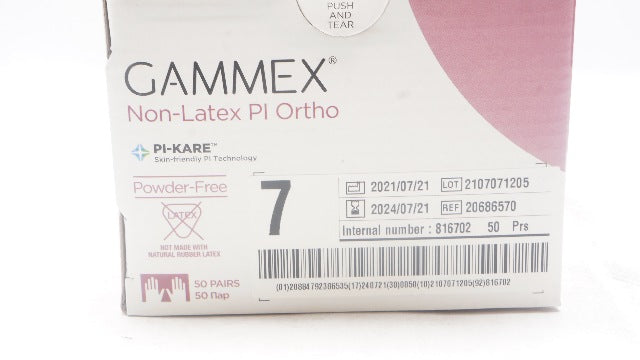 PUSH
AND
TEAR
GAMMEX®
Non-Latex PI Ortho
PI-KARE™
Skin-friendly PI Technology
Powder-Free
LATEX
NOT MADE WITH
NATURAL RUBBER LATEX
50 PAIRS
50 Пар
7
2021/07/21 LOT 2107071205
2024/07/21 REF 20686570
Internal number : 816702 50 Prs
(01)20884792306535(17)240721(30)0050(10)2107071205(92)816702